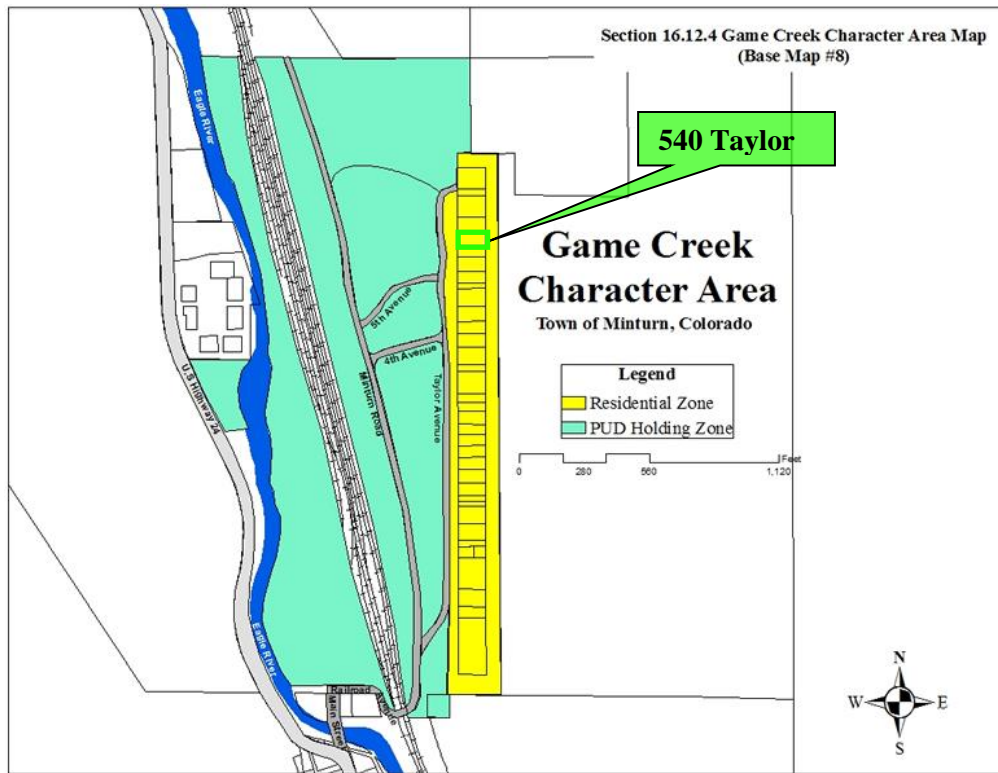 Section 16.12.4 Game Creek Character Area Map
(Base Map #8)
Eagle River
540 Taylor
Game Creek
Character Area
Town of Minturn, Colorado
5th Avenue
4th Avenue
Minturn Road
Taylor Avenue
U.S Highway 24
Legend
Residential Zone
PUD Holding Zone
Feet
0 280 560 1,120
Eagle River
Railroad Avenue
Main Street
N
W E
S